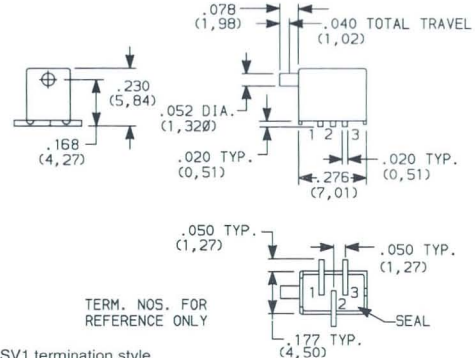 .078
(1,98)
.040 TOTAL TRAVEL
(1,02)
.230
(5,84)
.052 DIA.
(1,320)
.168
(4,27)
1 2 3
.020 TYP.
(0,51)
.020 TYP.
(0,51)
.276
(7,01)
.050 TYP.
(1,27)
.050 TYP.
(1,27)
1 3
2
TERM. NOS. FOR
REFERENCE ONLY
SEAL
.177 TYP.
(4,50)
SV1 termination style